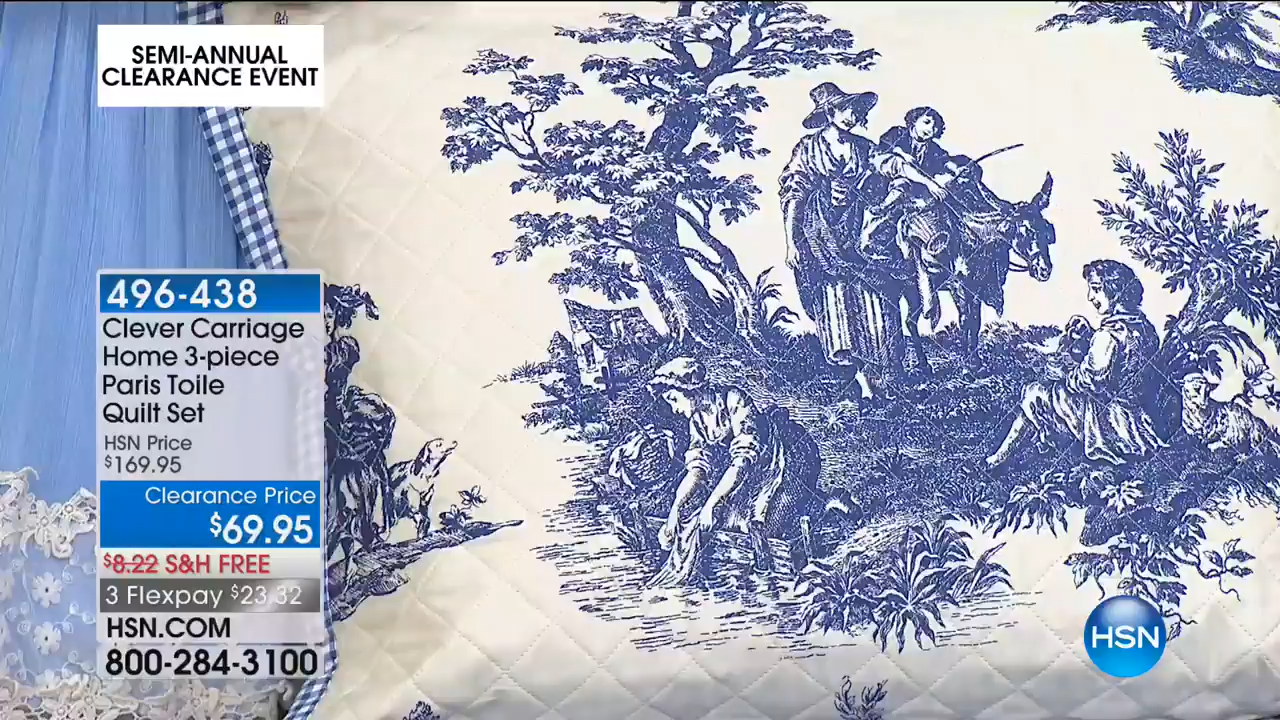 SEMI-ANNUAL
CLEARANCE EVENT
496-438
Clever Carriage
Home 3-piece
Paris Toile
Quilt Set
HSN Price
$169.95
Clearance Price
$69.95
$8.22 S&H FREE
3 Flexpay $23.32
HSN.COM
800-284-3100
HSN